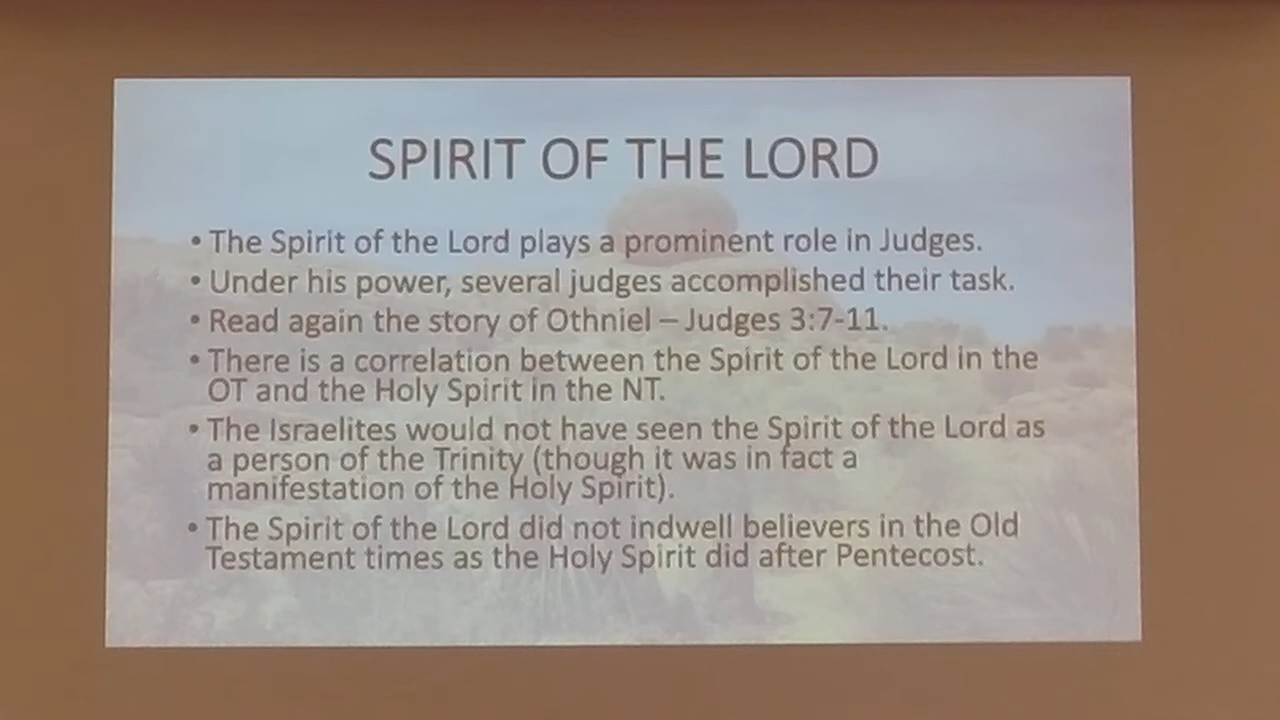 SPIRIT OF THE LORD
• The Spirit of the Lord plays a prominent role in Judges.
• Under his power, several judges accomplished their task.
• Read again the story of Othniel – Judges 3:7-11.
• There is a correlation between the Spirit of the Lord in the
OT and the Holy Spirit in the NT.
• The Israelites would not have seen the Spirit of the Lord as
a person of the Trinity (though it was in fact a
manifestation of the Holy Spirit).
• The Spirit of the Lord did not indwell believers in the Old
Testament times as the Holy Spirit did after Pentecost.